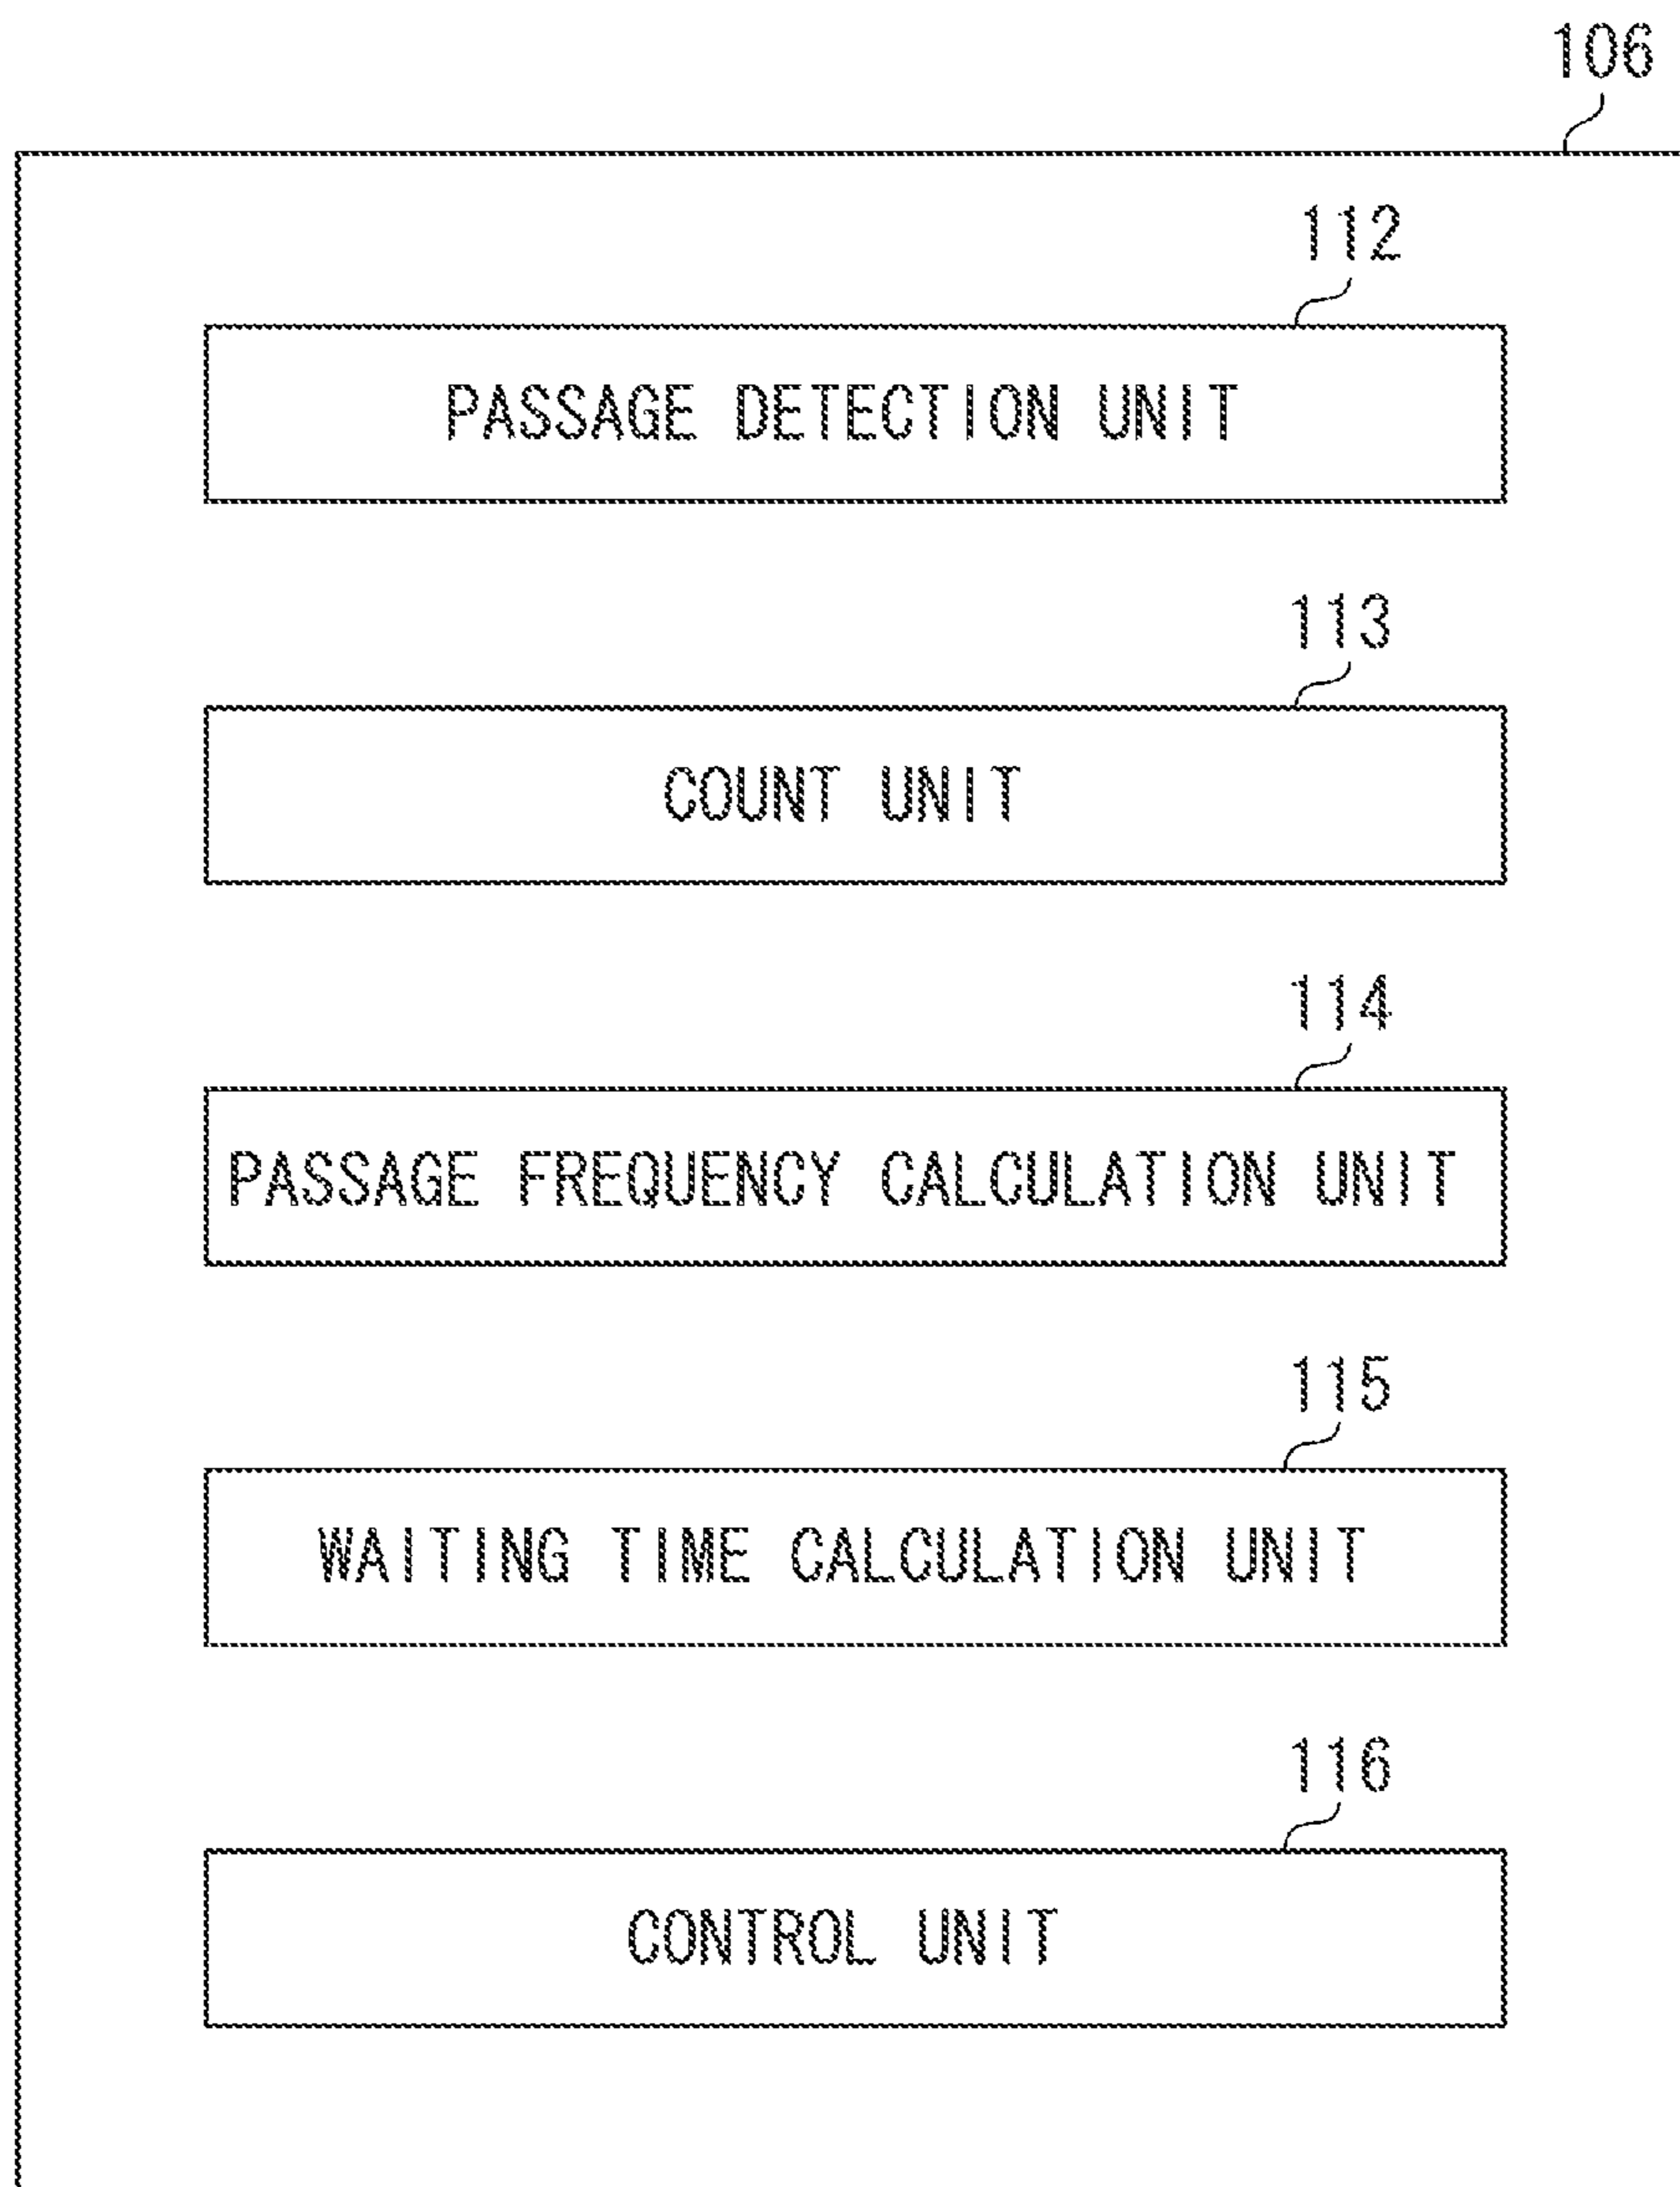 106
112
PASSAGE DETECTION UNIT
113
COUNT UNIT
114
PASSAGE FREQUENCY CALCULATION UNIT
115
WAITING TIME CALCULATION UNIT
116
CONTROL UNIT